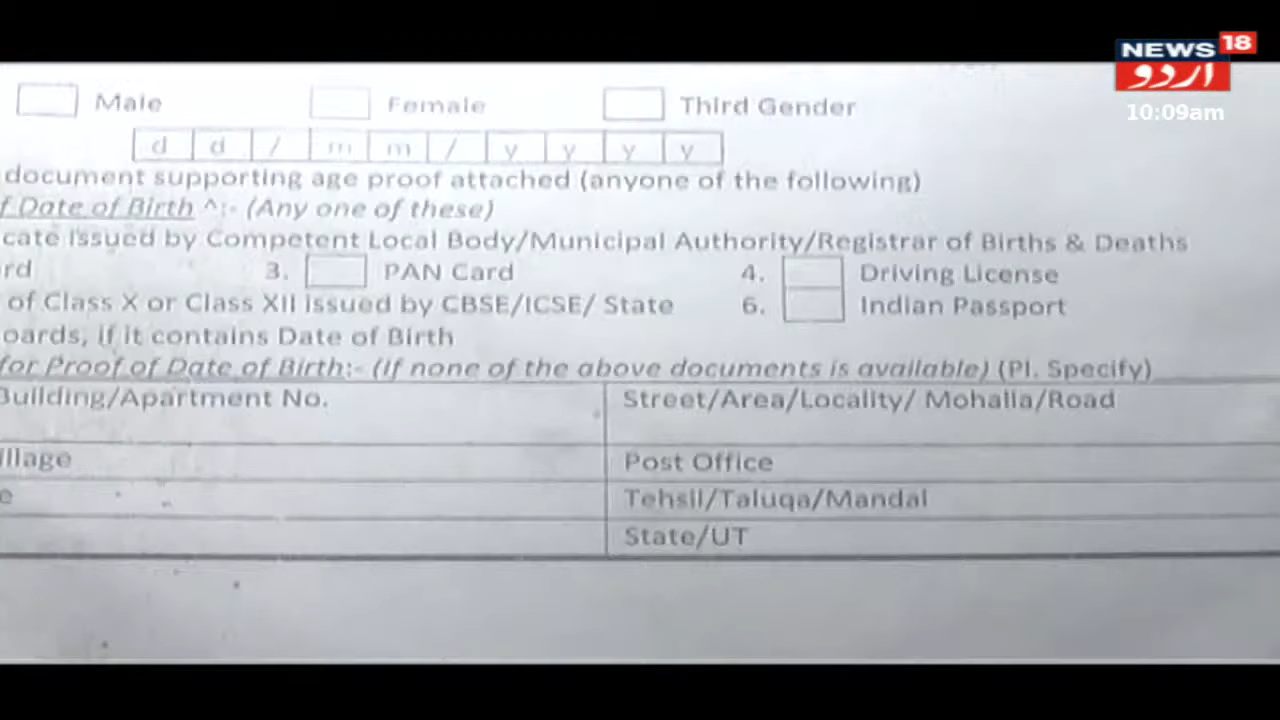 NEWS 18
اردو
10:09am
Male Female Third Gender
d d / m m / y y y y
document supporting age proof attached (anyone of the following)
f Date of Birth ^:- (Any one of these)
cate issued by Competent Local Body/Municipal Authority/Registrar of Births & Deaths
rd 3. PAN Card 4. Driving License
of Class X or Class XII issued by CBSE/ICSE/ State 6. Indian Passport
oards, if it contains Date of Birth
for Proof of Date of Birth:- (If none of the above documents is available) (Pl. Specify)
Building/Apartment No. Street/Area/Locality/ Mohalla/Road
illage Post Office
e Tehsil/Taluqa/Mandal
State/UT